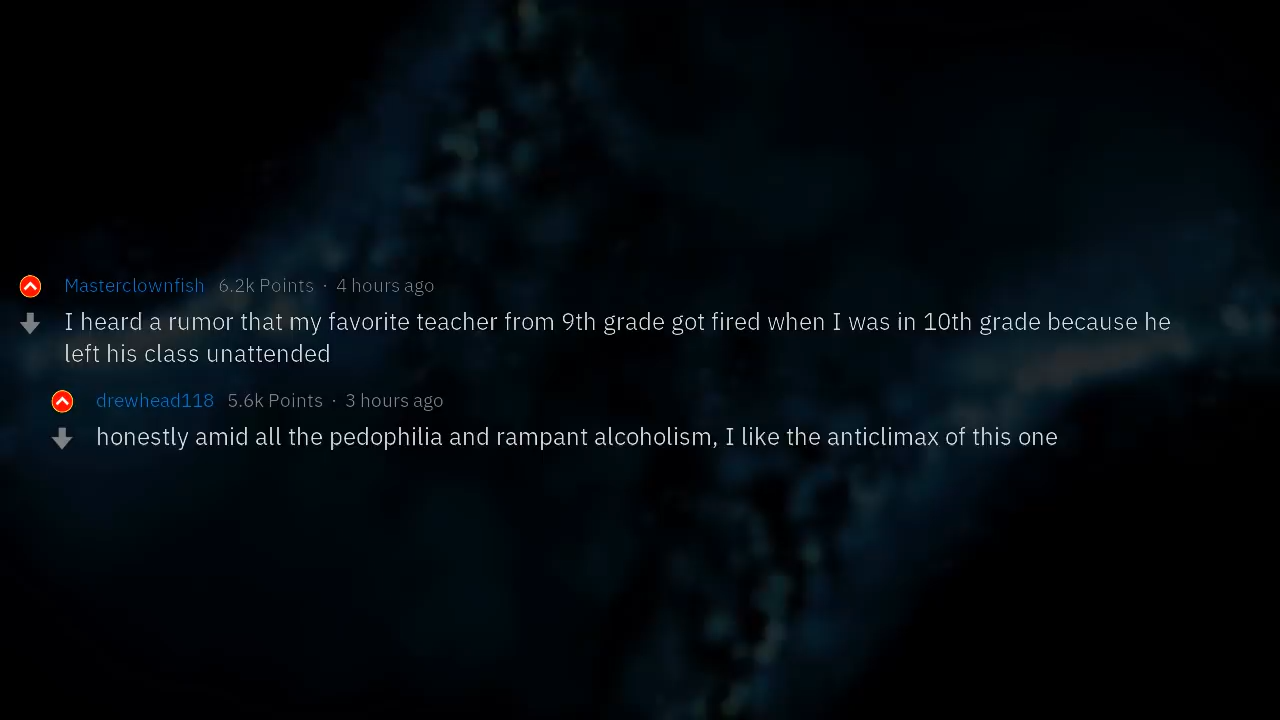 Masterclownfish 6.2k Points · 4 hours ago
I heard a rumor that my favorite teacher from 9th grade got fired when I was in 10th grade because he
left his class unattended
drewhead118 5.6k Points · 3 hours ago
honestly amid all the pedophilia and rampant alcoholism, I like the anticlimax of this one